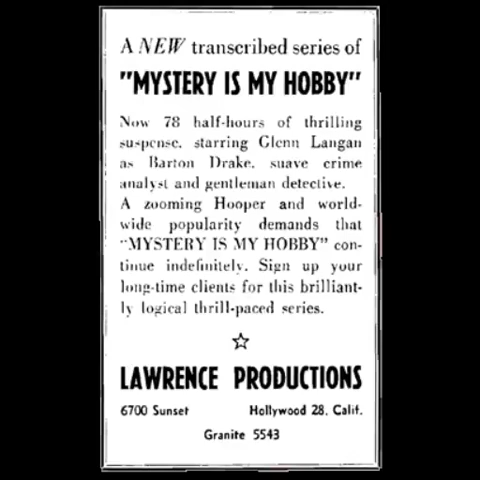 A NEW transcribed series of
"MYSTERY IS MY HOBBY"
Now 78 half-hours of thrilling
suspense, starring Glenn Langan
as Barton Drake, suave crime
analyst and gentleman detective.
A zooming Hooper and world-
wide popularity demands that
"MYSTERY IS MY HOBBY" con-
tinue indefinitely. Sign up your
long-time clients for this brilliant-
ly logical thrill-paced series.
☆
LAWRENCE PRODUCTIONS
6700 Sunset Hollywood 28, Calif.
Granite 5543